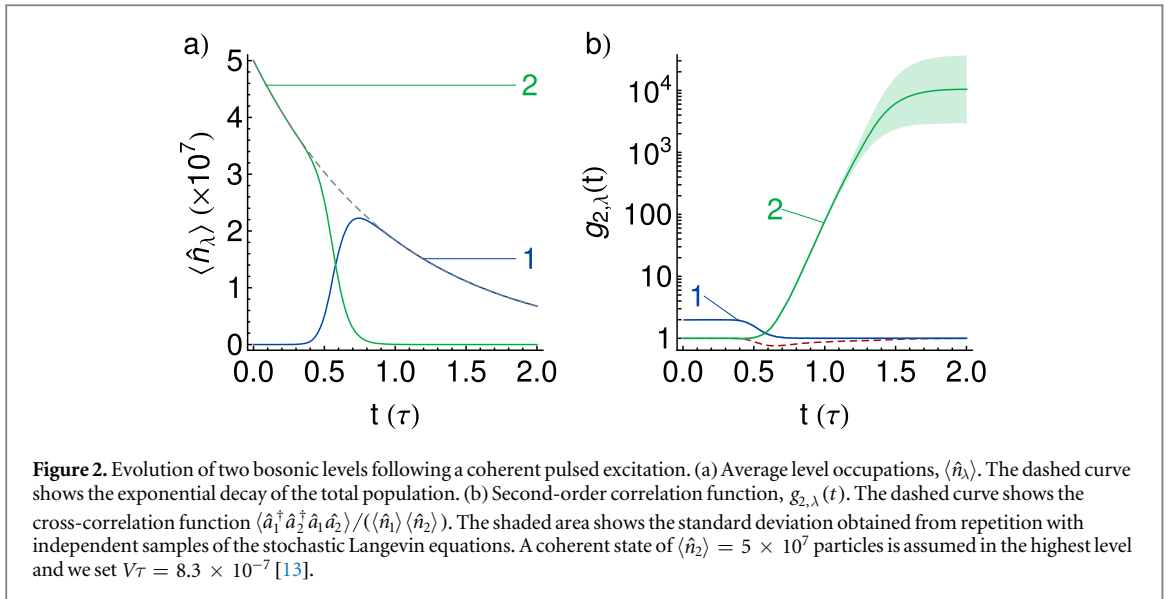 a)
5
4
3
2
1
0
⟨n̂λ⟩ (×10⁷)
2
1
0.0 0.5 1.0 1.5 2.0
t (τ)
b)
10⁴
10³
100
10
1
g₂,λ(t)
2
1
0.0 0.5 1.0 1.5 2.0
t (τ)
Figure 2. Evolution of two bosonic levels following a coherent pulsed excitation. (a) Average level occupations, ⟨n̂λ⟩. The dashed curve
shows the exponential decay of the total population. (b) Second-order correlation function, g₂,λ(t). The dashed curve shows the
cross-correlation function ⟨â₁†â₂†â₁â₂⟩/(⟨n̂₁⟩⟨n̂₂⟩). The shaded area shows the standard deviation obtained from repetition with
independent samples of the stochastic Langevin equations. A coherent state of ⟨n̂₂⟩ = 5 × 10⁷ particles is assumed in the highest level
and we set Vτ = 8.3 × 10⁻⁷ [13].